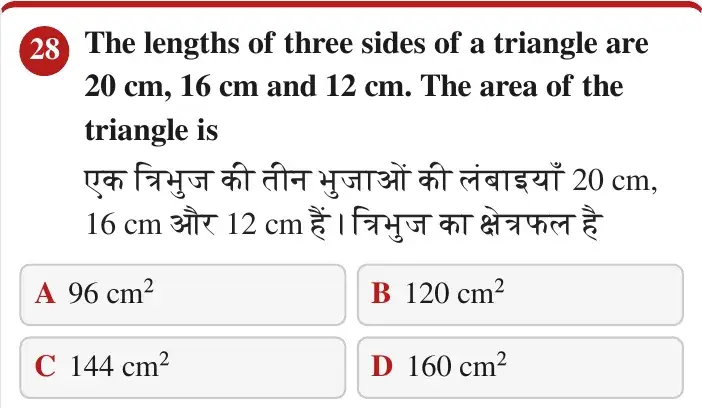 28 The lengths of three sides of a triangle are
20 cm, 16 cm and 12 cm. The area of the
triangle is
एक त्रिभुज की तीन भुजाओं की लंबाइयाँ 20 cm,
16 cm और 12 cm हैं। त्रिभुज का क्षेत्रफल है
A 96 cm²
B 120 cm²
C 144 cm²
D 160 cm²